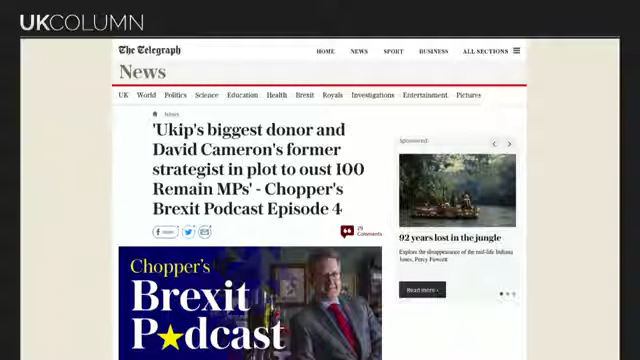 UKCOLUMN
The Telegraph
HOME NEWS SPORT BUSINESS ALL SECTIONS
News
UK World Politics Science Education Health Brexit Royals Investigations Entertainment Pictures
News
'Ukip's biggest donor and
David Cameron's former
strategist in plot to oust 100
Remain MPs' - Chopper's
Brexit Podcast Episode 4
Comments
Sponsored
92 years lost in the jungle
Explore the disappearance of the mid-life Indiana
Jones, Percy Fawcett
Read more ›
Chopper's
Brexit
Podcast